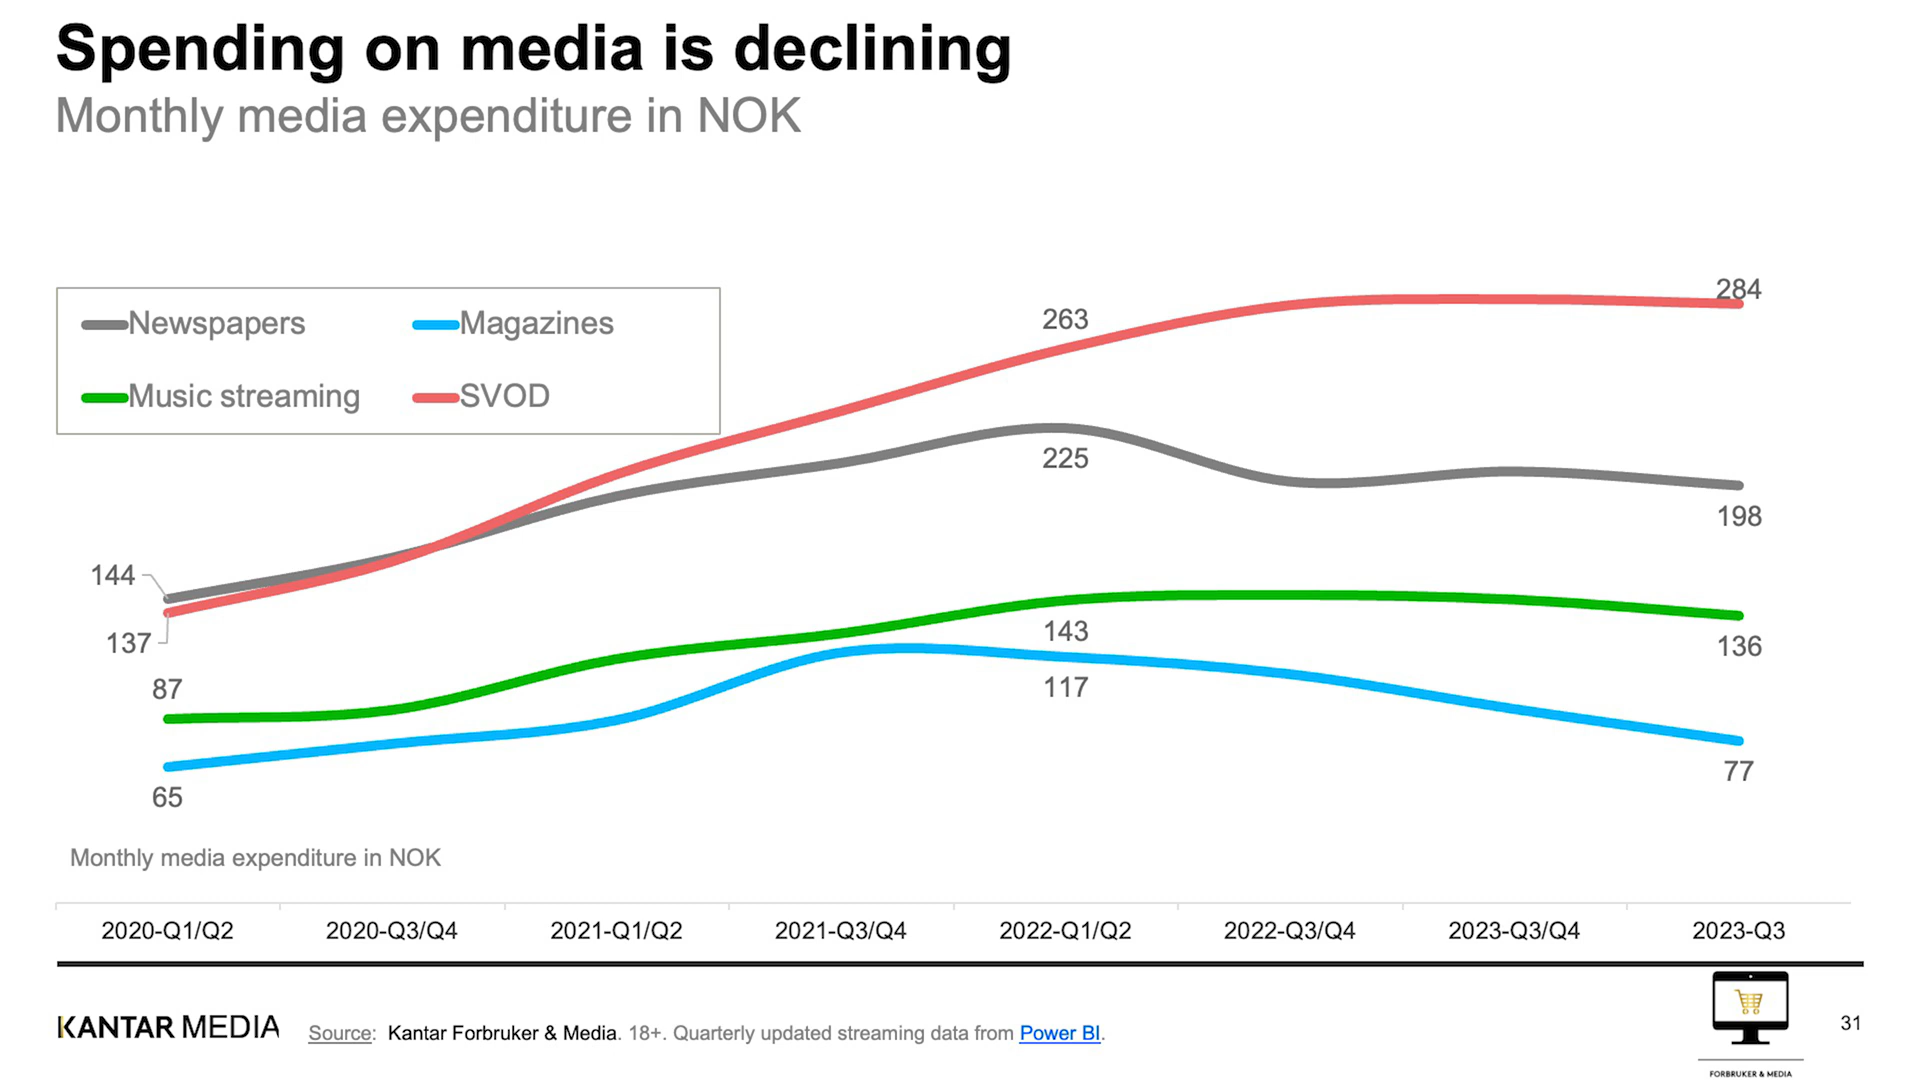 Spending on media is declining
Monthly media expenditure in NOK
Newspapers
Magazines
Music streaming
SVOD
284
263
225
198
144
137
143
136
87
117
77
65
Monthly media expenditure in NOK
2020-Q1/Q2
2020-Q3/Q4
2021-Q1/Q2
2021-Q3/Q4
2022-Q1/Q2
2022-Q3/Q4
2023-Q3/Q4
2023-Q3
KANTAR MEDIA
Source: Kantar Forbruker & Media. 18+. Quarterly updated streaming data from Power BI.
31
FORBRUKER & MEDIA